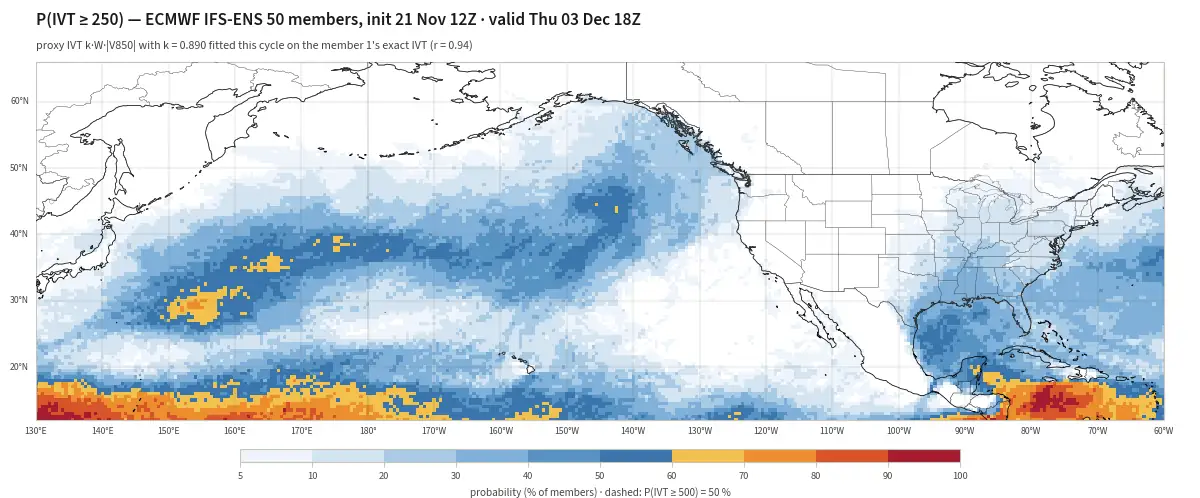 P(IVT ≥ 250) — ECMWF IFS-ENS 50 members, init 21 Nov 12Z · valid Thu 03 Dec 18Z
proxy IVT k·W·|V850| with k = 0.890 fitted this cycle on the member 1's exact IVT (r = 0.94)
60°N
50°N
40°N
30°N
20°N
130°E 140°E 150°E 160°E 170°E 180° 170°W 160°W 150°W 140°W 130°W 120°W 110°W 100°W 90°W 80°W 70°W 60°W
5 10 20 30 40 50 60 70 80 90 100
probability (% of members) · dashed: P(IVT ≥ 500) = 50 %